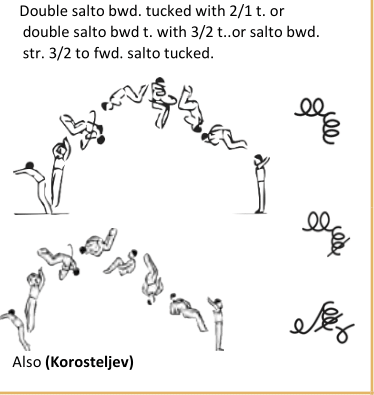 Double salto bwd. tucked with 2/1 t. or
double salto bwd t. with 3/2 t..or salto bwd.
str. 3/2 to fwd. salto tucked.
Also (Korosteljev)